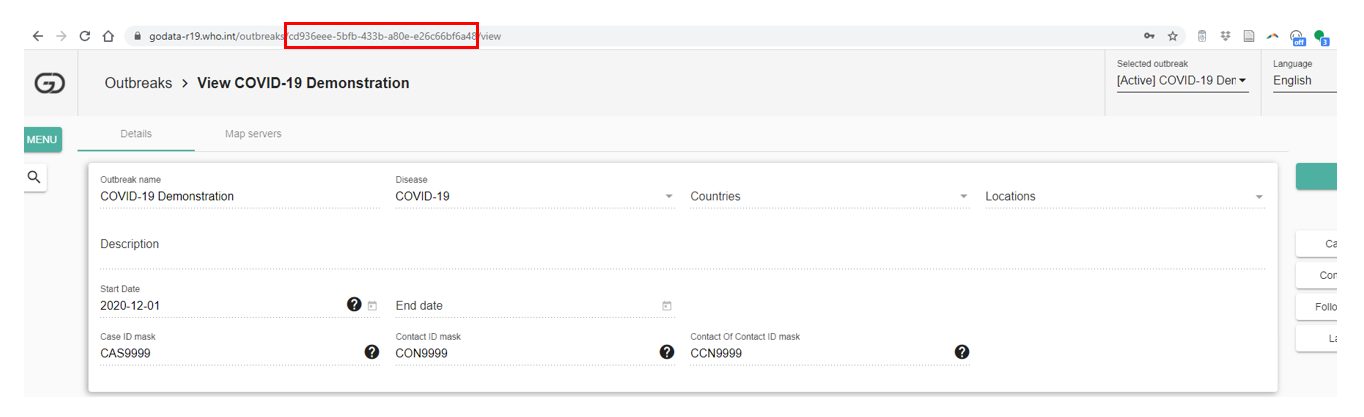 godata-r19.who.int/outbreaks/cd936eee-5bfb-433b-a80e-e26c66bf6a48/view
off
3
Outbreaks > View COVID-19 Demonstration
Selected outbreak
[Active] COVID-19 Der
Language
English
MENU
Details
Map servers
Outbreak name
COVID-19 Demonstration
Disease
COVID-19
Countries
Locations
Description
Start Date
2020-12-01
End date
Case ID mask
CAS9999
Contact ID mask
CON9999
Contact Of Contact ID mask
CCN9999
Ca
Con
Follo